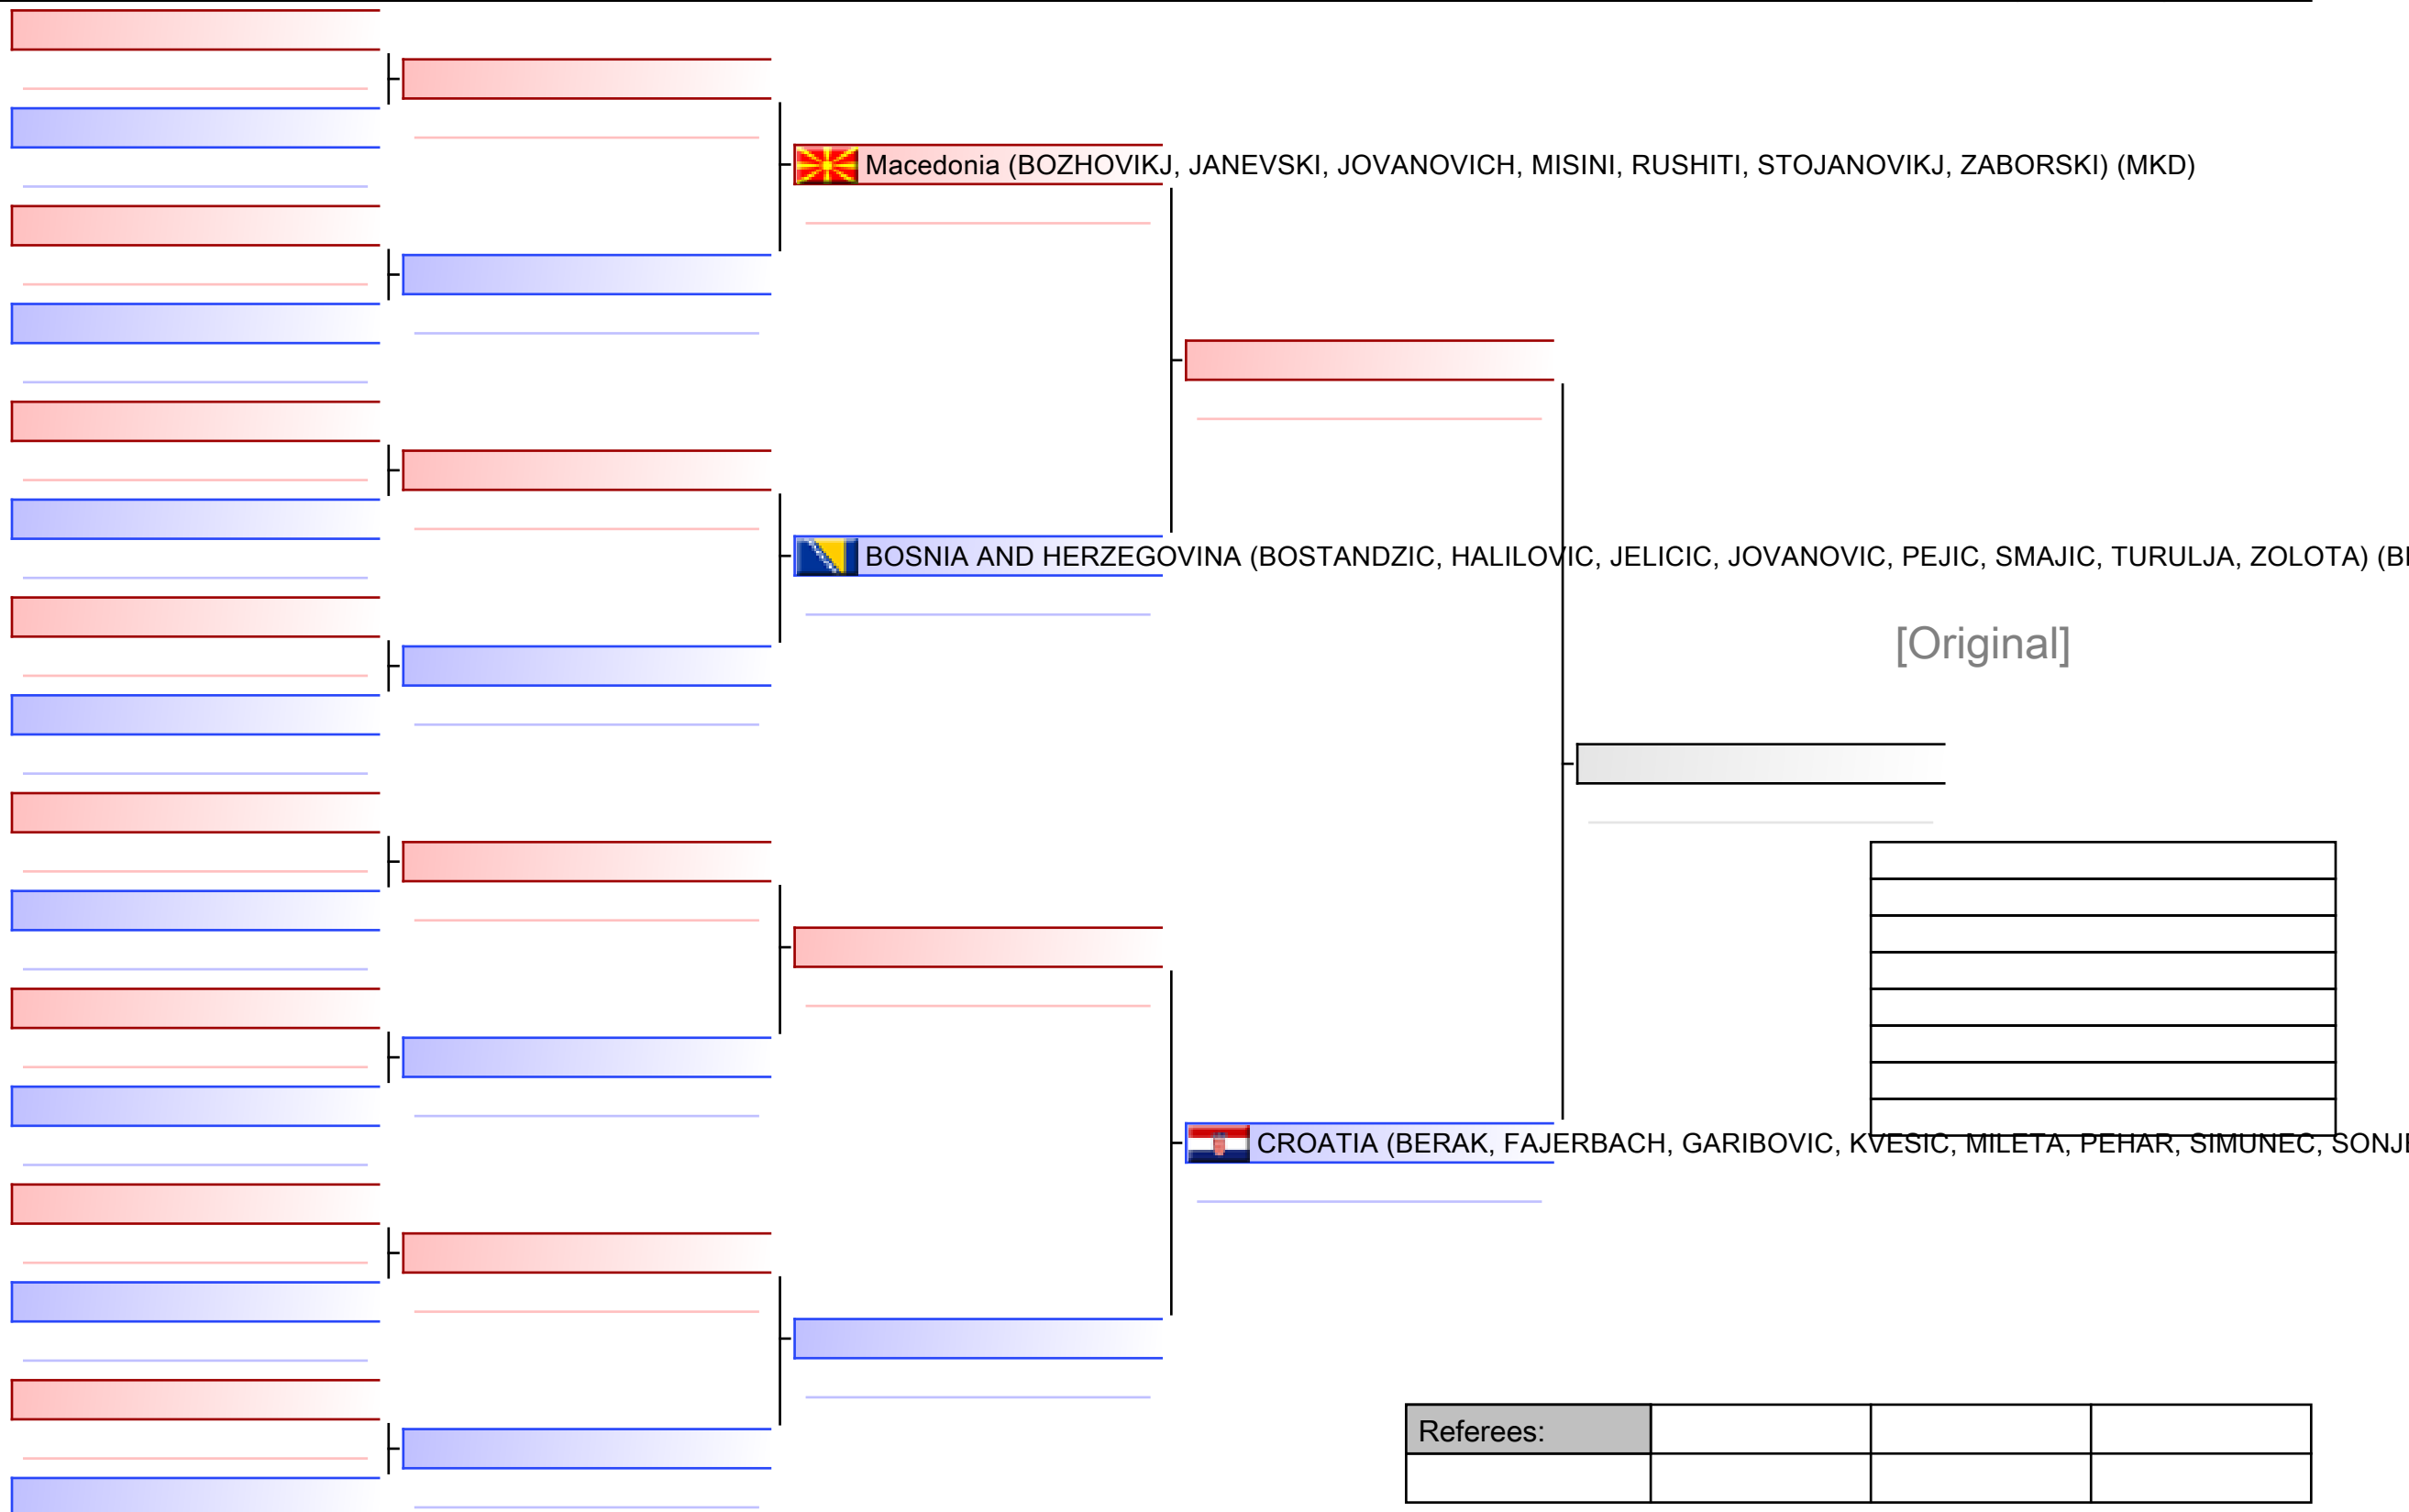 Macedonia (BOZHOVIKJ, JANEVSKI, JOVANOVICH, MISINI, RUSHITI, STOJANOVIKJ, ZABORSKI) (MKD)
BOSNIA AND HERZEGOVINA (BOSTANDZIC, HALILOVIC, JELICIC, JOVANOVIC, PEJIC, SMAJIC, TURULJA, ZOLOTA)
[Original]
CROATIA (BERAK, FAJERBACH, GARIBOVIC, KVESIC, MILETA, PEHAR, SIMUNEC,
Referees: